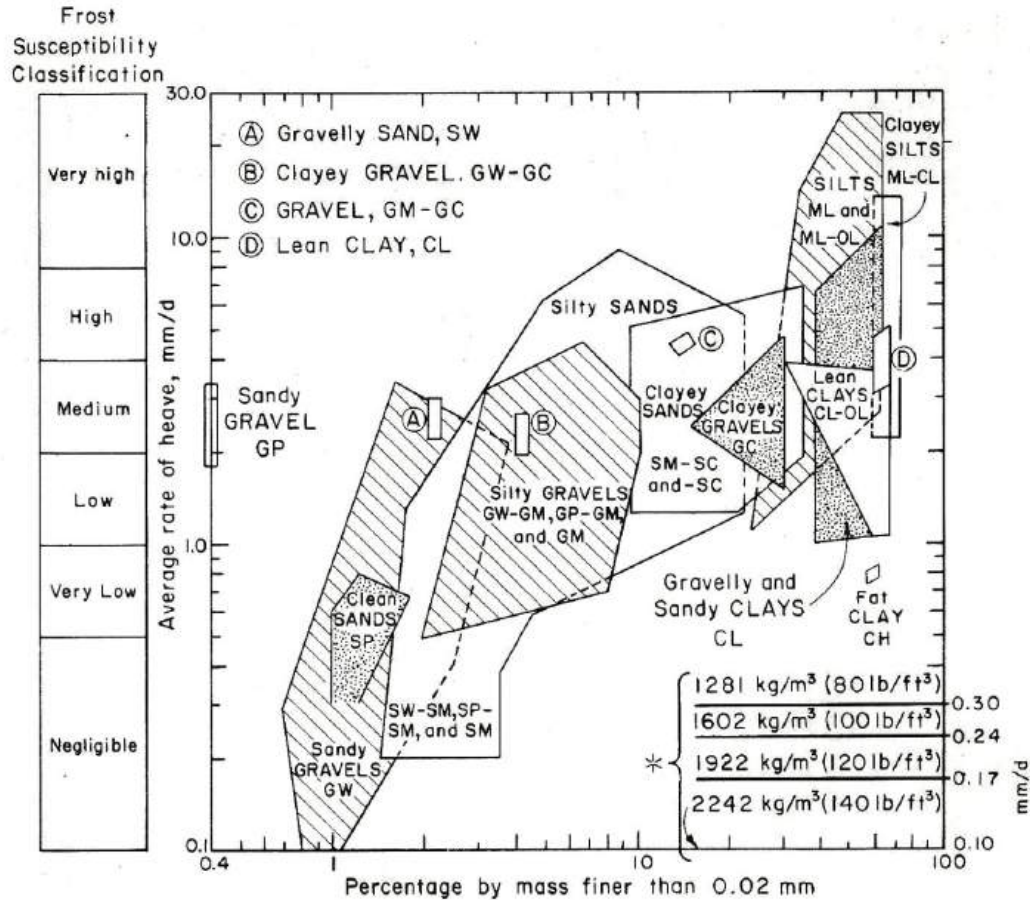 Frost
Susceptibility
Classification
Very high
High
Medium
Low
Very Low
Negligible
Average rate of heave, mm/d
30.0
10.0
1.0
0.1
Ⓐ Gravelly SAND, SW
Ⓑ Clayey GRAVEL. GW-GC
Ⓒ GRAVEL, GM-GC
Ⓓ Lean CLAY, CL
Clayey
SILTS
ML-CL
SILTS
ML and
ML-OL
Silty SANDS
Ⓒ
Ⓓ
Sandy
GRAVEL
GP
Ⓐ
Ⓑ
Clayey
SANDS
SM-SC
and-SC
Clayey
GRAVELS
GC
Lean
CLAYS
CL-OL
Silty GRAVELS
GW-GM, GP-GM,
and GM
Clean
SANDS
SP
Gravelly and
Sandy CLAYS
CL
Fat
CLAY
CH
SW-SM, SP-
SM, and SM
Sandy
GRAVELS
GW
*
1281 kg/m³ (80 lb/ft³)
0.30
1602 kg/m³ (100 lb/ft³)
0.24
1922 kg/m³ (120 lb/ft³)
0.17
2242 kg/m³ (140 lb/ft³)
0.10
mm/d
0.4
1
10
100
Percentage by mass finer than 0.02 mm